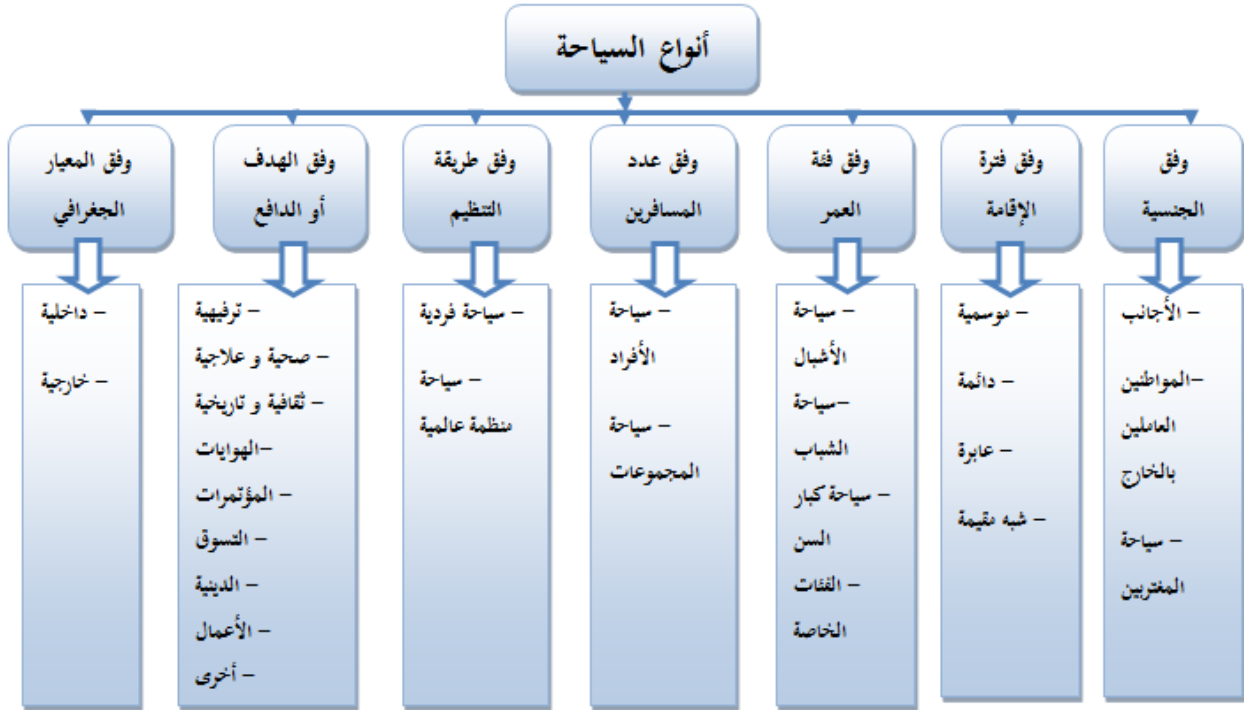 أنواع السياحة
وفق
الجنسية
– الأجانب
–المواطنين
العاملين
بالخارج
– سياحة
المغتربين
وفق فترة
الإقامة
– موسمية
– دائمة
– عابرة
– شبه مقيمة
وفق فئة
العمر
– سياحة
الأشبال
–سياحة
الشباب
– سياحة كبار
السن
– الفئات
الخاصة
وفق عدد
المسافرين
– سياحة
الأفراد
– سياحة
المجموعات
وفق طريقة
التنظيم
– سياحة فردية
– سياحة
منظمة عالمية
وفق الهدف
أو الدافع
– ترفيهية
– صحية و علاجية
– ثقافية و تاريخية
–الهوايات
– المؤتمرات
– التسوق
– الدينية
– الأعمال
– أخرى
وفق المعيار
الجغرافي
– داخلية
– خارجية